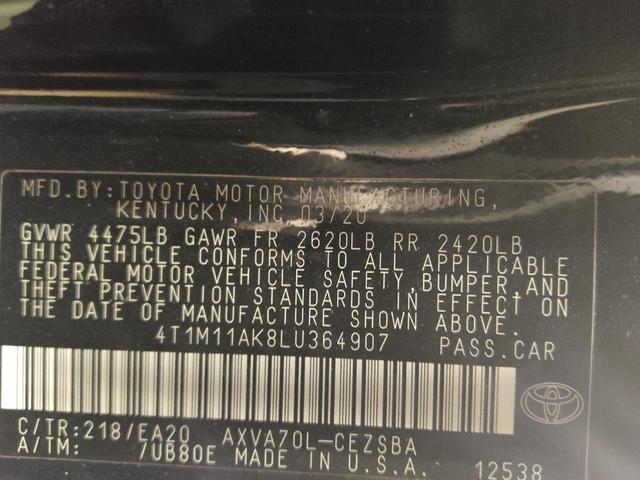 MFD.BY:TOYOTA MOTOR MANUFACTURING,
KENTUCKY,INC. 03/20
GVWR 4475LB GAWR FR 2620LB RR 2420LB
THIS VEHICLE CONFORMS TO ALL APPLICABLE
FEDERAL MOTOR VEHICLE SAFETY,BUMPER,AND
THEFT PREVENTION STANDARDS IN EFFECT ON
THE DATE OF MANUFACTURE SHOWN ABOVE.
4T1M11AK8LU364907 PASS.CAR
C/TR:218/EA20 AXVA70L-CEZSBA
A/TM: /UB80E MADE IN U.S.A. 12538